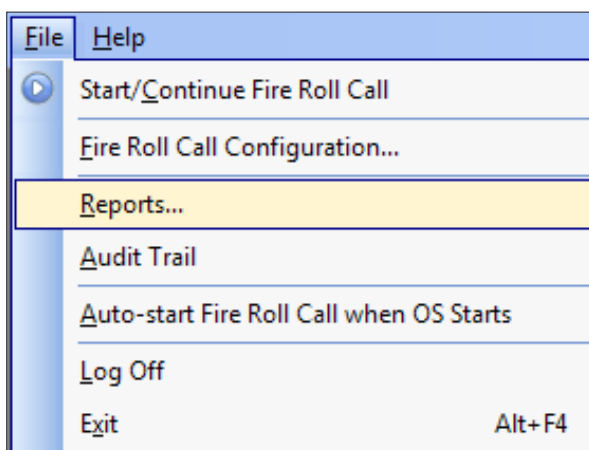 File Help
Start/Continue Fire Roll Call
Fire Roll Call Configuration...
Reports...
Audit Trail
Auto-start Fire Roll Call when OS Starts
Log Off
Exit Alt+F4